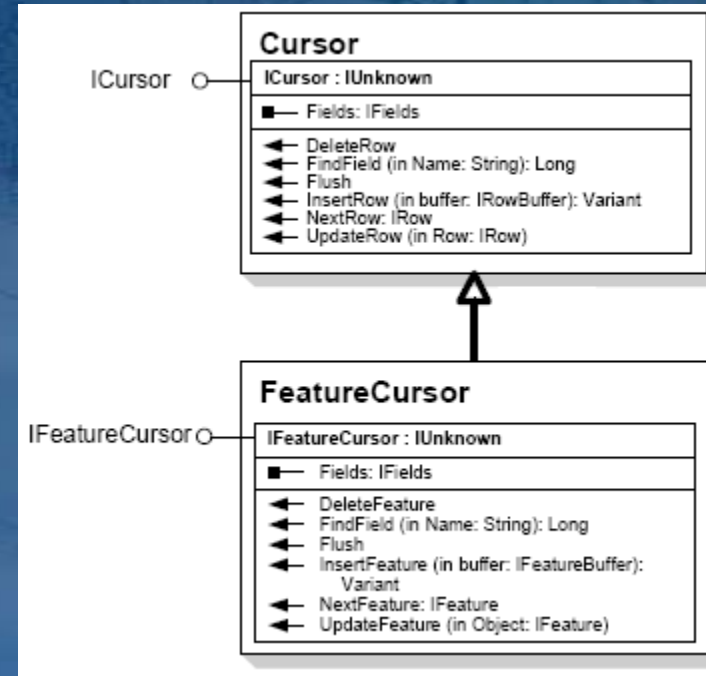 Cursor
ICursor
ICursor : IUnknown
Fields: IFields
DeleteRow
FindField (in Name: String): Long
Flush
InsertRow (in buffer: IRowBuffer): Variant
NextRow: IRow
UpdateRow (in Row: IRow)
FeatureCursor
IFeatureCursor
IFeatureCursor : IUnknown
Fields: IFields
DeleteFeature
FindField (in Name: String): Long
Flush
InsertFeature (in buffer: IFeatureBuffer):
Variant
NextFeature: IFeature
UpdateFeature (in Object: IFeature)